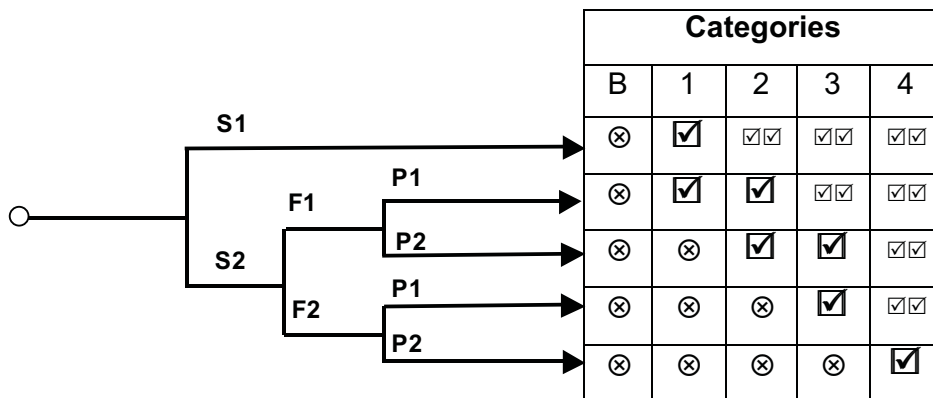 Categories
B 1 2 3 4
S1 ⊗ ☑ ☑☑ ☑☑ ☑☑
P1
F1 ⊗ ☑ ☑ ☑☑ ☑☑
P2
S2 ⊗ ⊗ ☑ ☑ ☑☑
P1
F2 ⊗ ⊗ ⊗ ☑ ☑☑
P2
⊗ ⊗ ⊗ ⊗ ☑